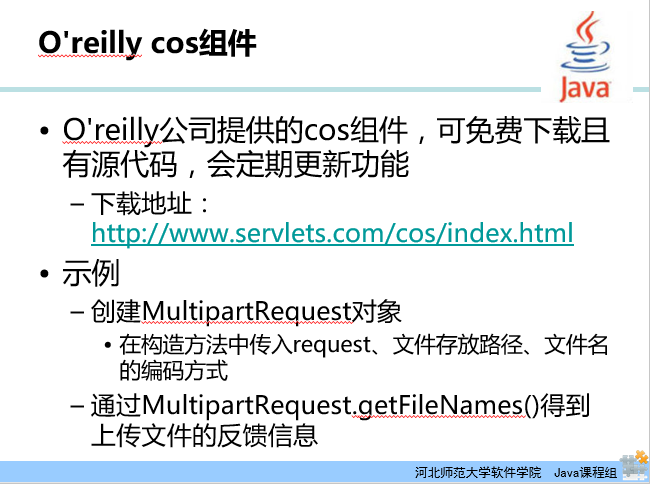 O'reilly cos组件
Java
• O'reilly公司提供的cos组件，可免费下载且
有源代码，会定期更新功能
– 下载地址：
http://www.servlets.com/cos/index.html
• 示例
– 创建MultipartRequest对象
• 在构造方法中传入request、文件存放路径、文件名
的编码方式
– 通过MultipartRequest.getFileNames()得到
上传文件的反馈信息
河北师范大学软件学院 Java课程组